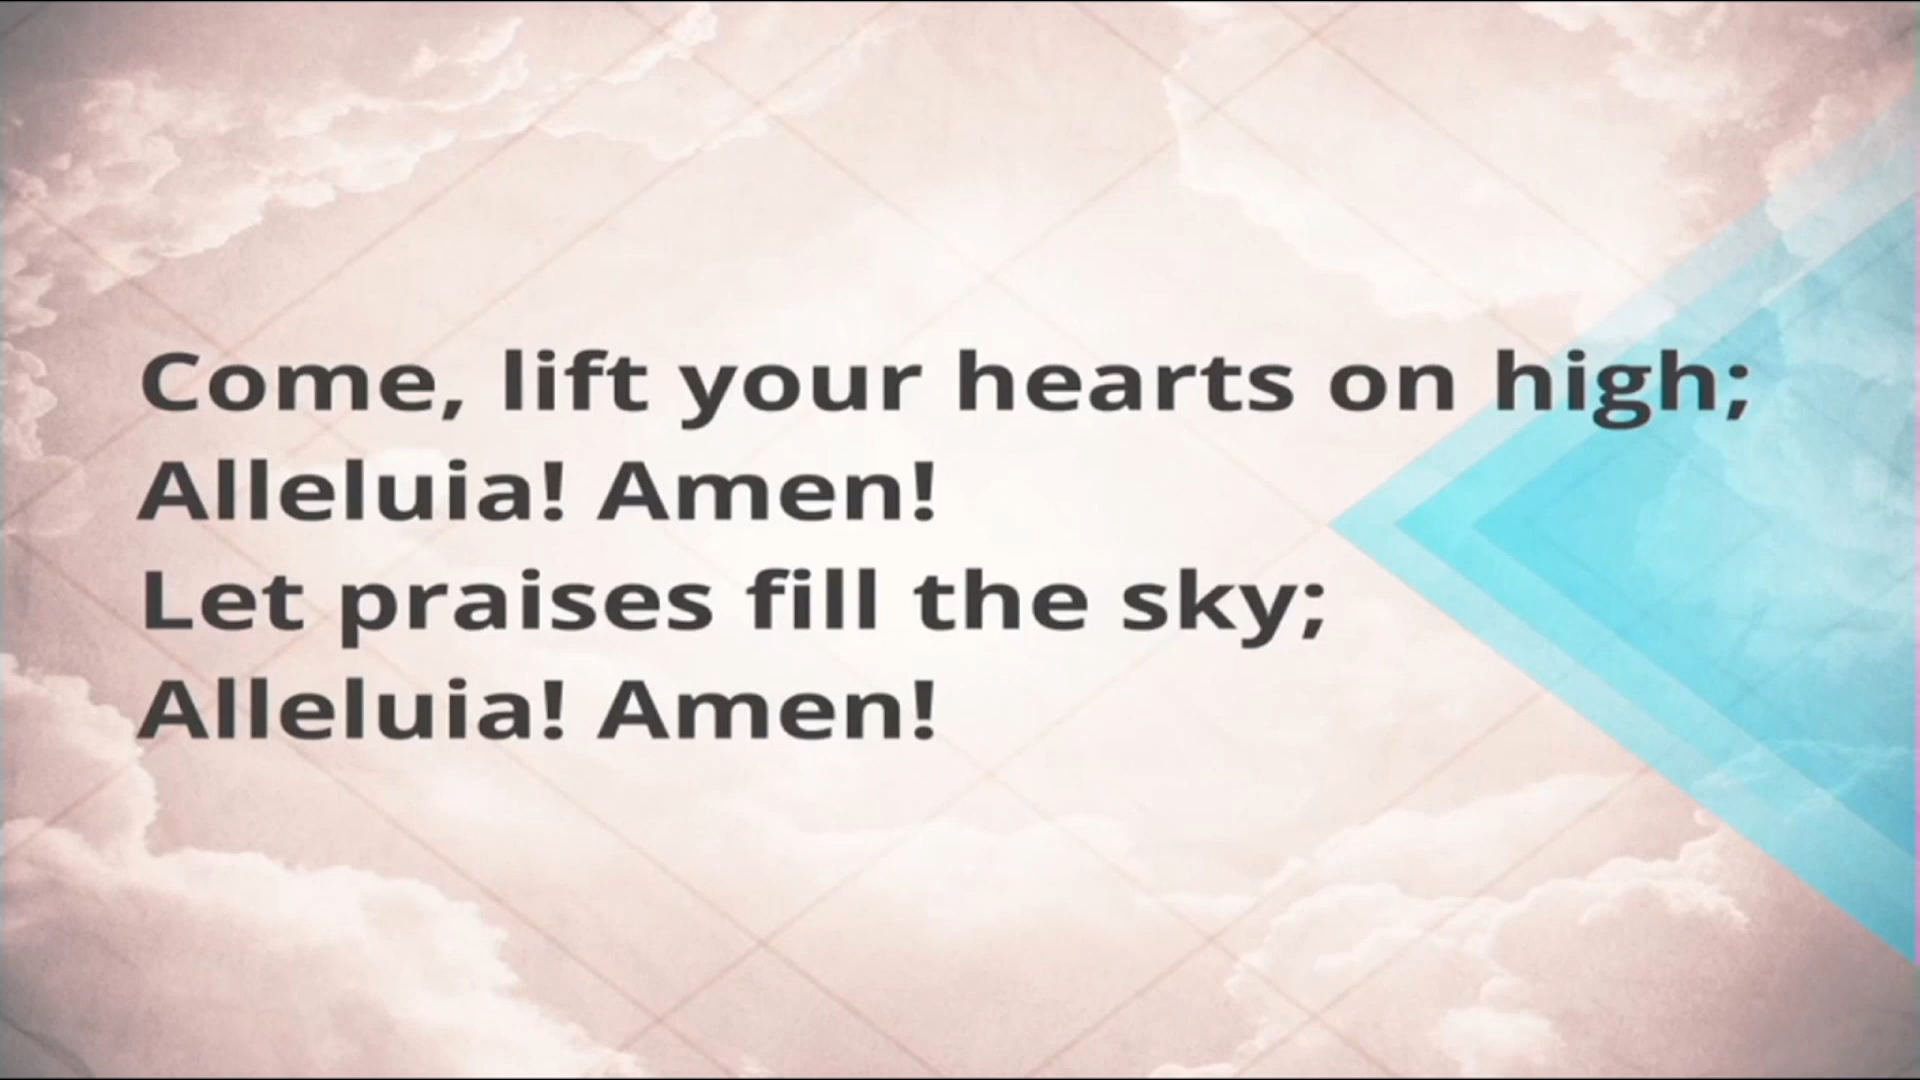 Come, lift your hearts on high;
Alleluia! Amen!
Let praises fill the sky;
Alleluia! Amen!